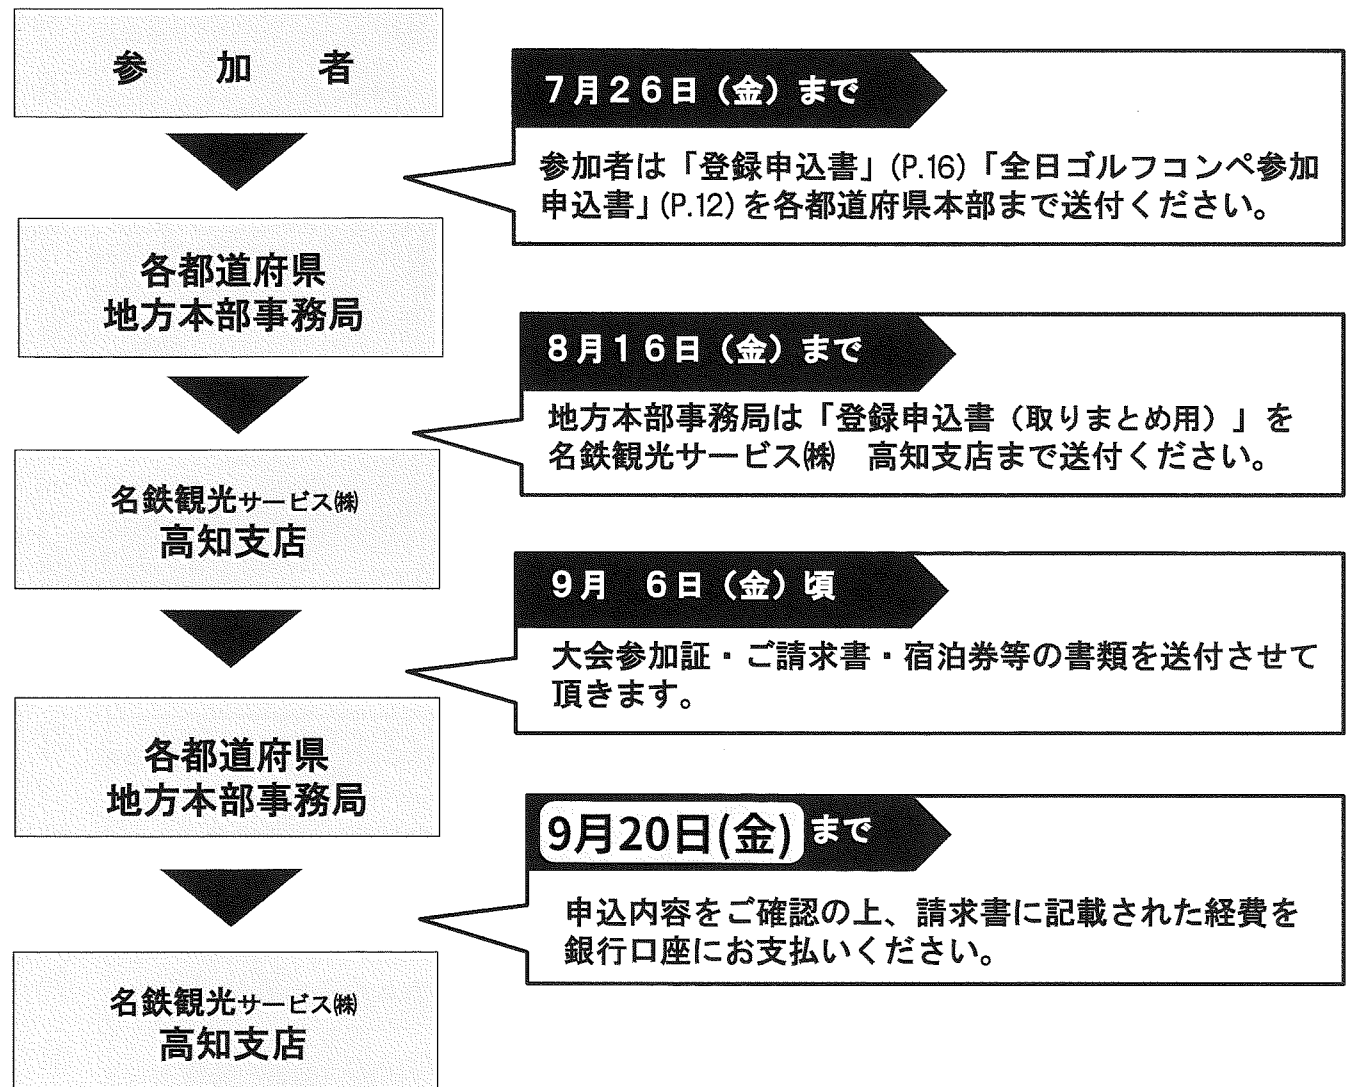 参　加　者
7月26日（金）まで
参加者は「登録申込書」(P.16)「全日ゴルフコンペ参加
申込書」(P.12)を各都道府県本部まで送付ください。
各都道府県
地方本部事務局
8月16日（金）まで
地方本部事務局は「登録申込書（取りまとめ用）」を
名鉄観光サービス㈱　高知支店まで送付ください。
名鉄観光サービス㈱
高知支店
9月　6日（金）頃
大会参加証・ご請求書・宿泊券等の書類を送付させて
頂きます。
各都道府県
地方本部事務局
9月20日(金)まで
申込内容をご確認の上、請求書に記載された経費を
銀行口座にお支払いください。
名鉄観光サービス㈱
高知支店